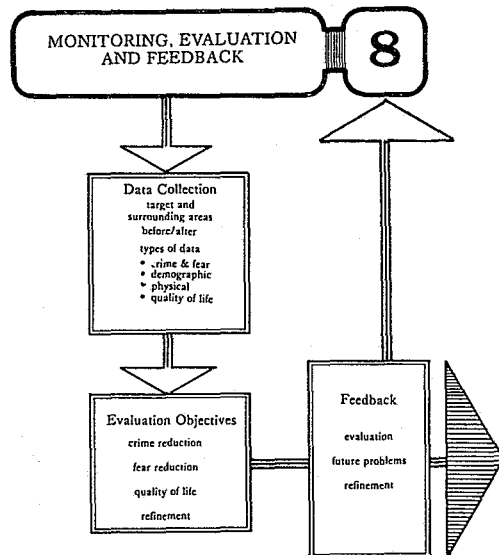 MONITORING, EVALUATION
AND FEEDBACK
8
Data Collection
target and
surrounding areas
before/after
types of data
• crime & fear
• demographic
• physical
• quality of life
Evaluation Objectives
crime reduction
fear reduction
quality of life
refinement
Feedback
evaluation
future problems
refinement